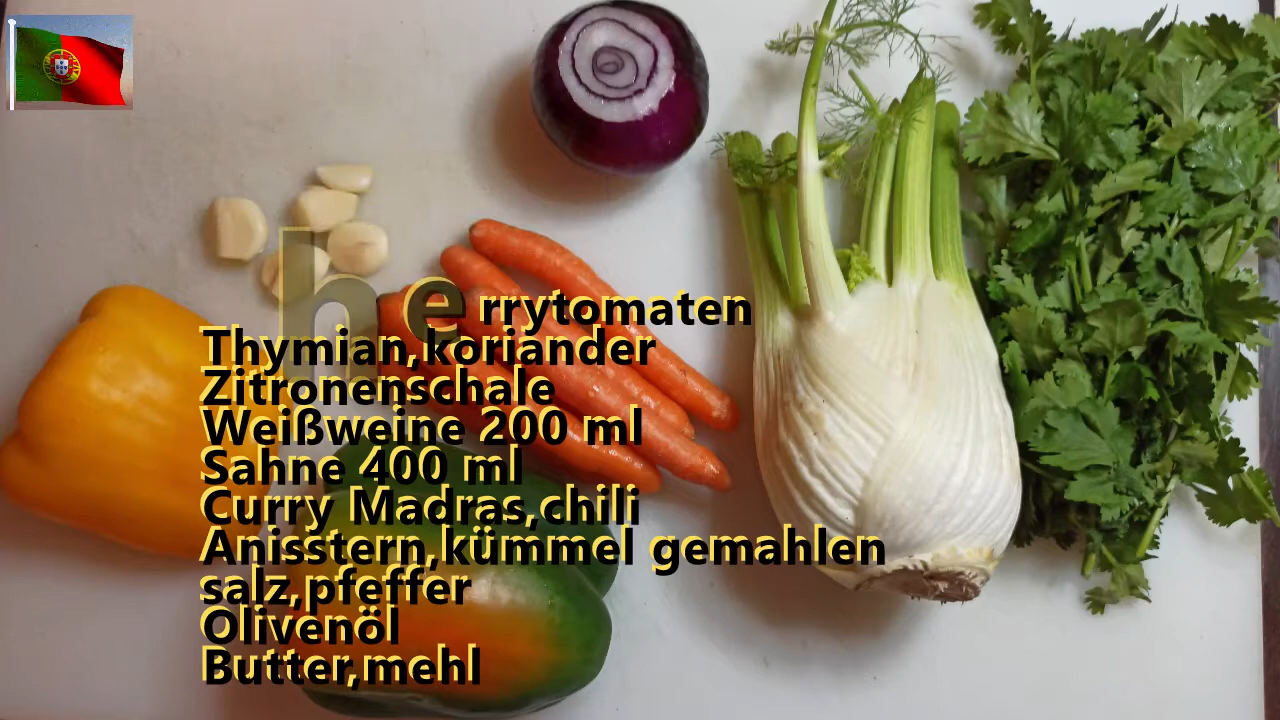 he rrytomaten
Thymian,koriander
Zitronenschale
Weißweine 200 ml
Sahne 400 ml
Curry Madras,chili
Anisstern,kümmel gemahlen
salz,pfeffer
Olivenöl
Butter,mehl